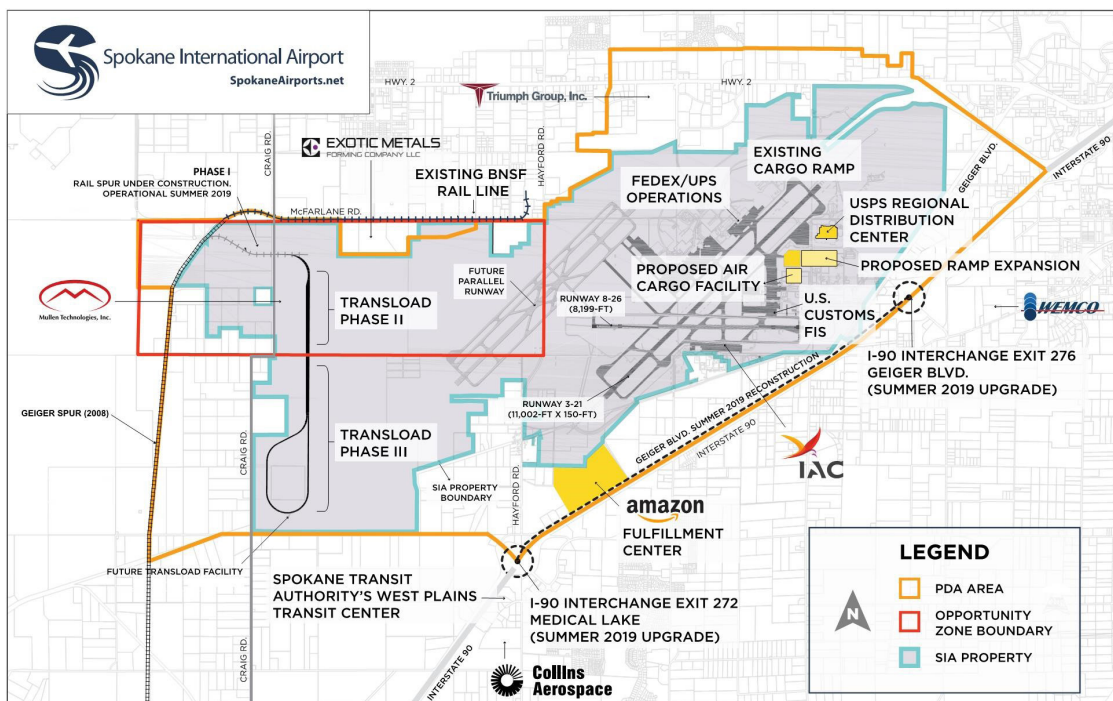 Spokane International Airport
SpokaneAirports.net
HWY. 2
HWY. 2
Triumph Group, Inc.
CRAIG RD.
EXOTIC METALS
FORMING COMPANY LLC
HAYFORD RD.
EXISTING BNSF
RAIL LINE
PHASE I
RAIL SPUR UNDER CONSTRUCTION.
OPERATIONAL SUMMER 2019
McFARLANE RD.
EXISTING
CARGO RAMP
FEDEX/UPS
OPERATIONS
GEIGER BLVD.
INTERSTATE 90
USPS REGIONAL
DISTRIBUTION
CENTER
PROPOSED AIR
CARGO FACILITY
PROPOSED RAMP EXPANSION
FUTURE
PARALLEL
RUNWAY
Mullen Technologies, Inc.
TRANSLOAD
PHASE II
RUNWAY 8-26
(8,199-FT)
U.S.
CUSTOMS
FIS
WEMCO
I-90 INTERCHANGE EXIT 276
GEIGER BLVD.
(SUMMER 2019 UPGRADE)
RUNWAY 3-21
(11,002-FT X 150-FT)
GEIGER SPUR (2008)
CRAIG RD.
TRANSLOAD
PHASE III
GEIGER BLVD. SUMMER 2019 RECONSTRUCTION
INTERSTATE 90
IAC
SIA PROPERTY
BOUNDARY
HAYFORD RD.
amazon
FULFILLMENT
CENTER
FUTURE TRANSLOAD FACILITY
SPOKANE TRANSIT
AUTHORITY'S WEST PLAINS
TRANSIT CENTER
I-90 INTERCHANGE EXIT 272
MEDICAL LAKE
(SUMMER 2019 UPGRADE)
CRAIG RD.
INTERSTATE 90
Collins
Aerospace
LEGEND
N
PDA AREA
OPPORTUNITY
ZONE BOUNDARY
SIA PROPERTY